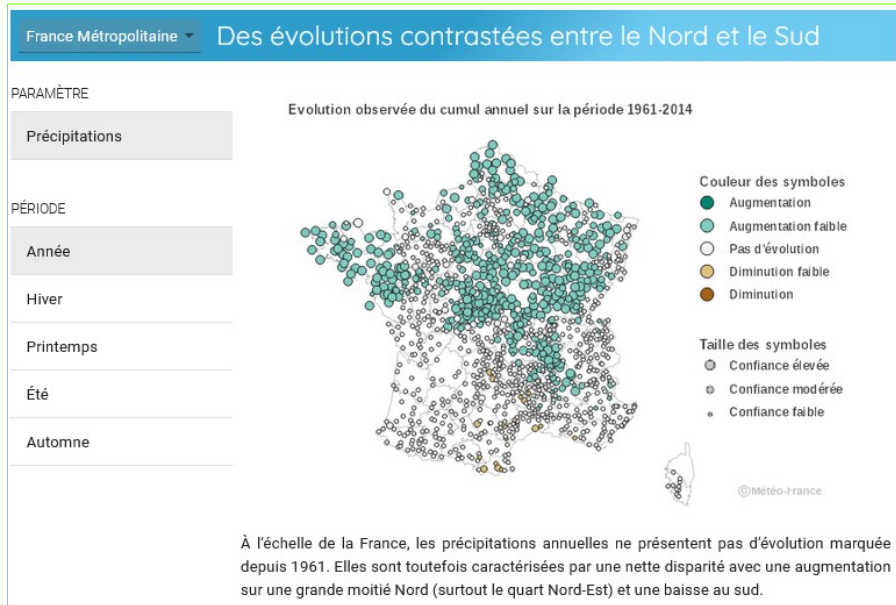 France Métropolitaine
Des évolutions contrastées entre le Nord et le Sud
PARAMÈTRE
Précipitations
PÉRIODE
Année
Hiver
Printemps
Été
Automne
Evolution observée du cumul annuel sur la période 1961-2014
Couleur des symboles
Augmentation
Augmentation faible
Pas d'évolution
Diminution faible
Diminution
Taille des symboles
Confiance élevée
Confiance modérée
Confiance faible
©Météo-France
À l'échelle de la France, les précipitations annuelles ne présentent pas d'évolution marquée
depuis 1961. Elles sont toutefois caractérisées par une nette disparité avec une augmentation
sur une grande moitié Nord (surtout le quart Nord-Est) et une baisse au sud.